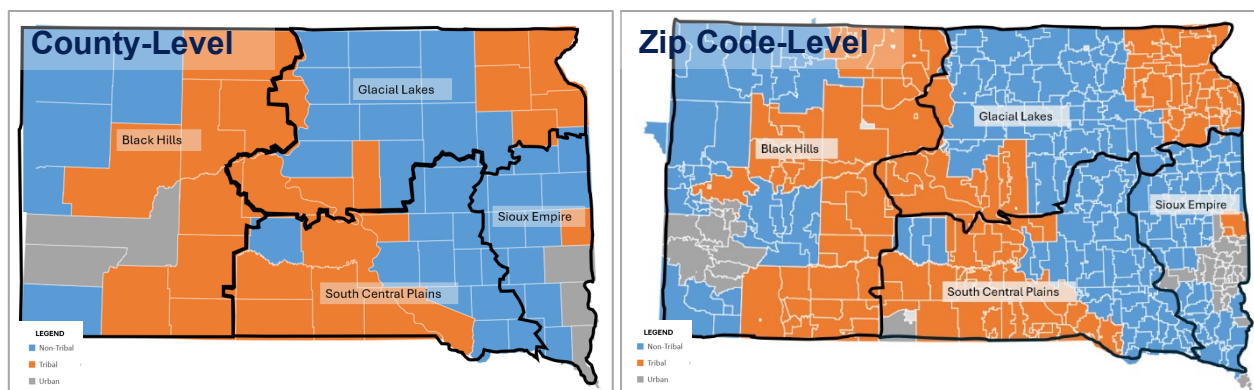 County-Level
Glacial Lakes
Black Hills
Sioux Empire
South Central Plains
LEGEND
Non-Tribal
Tribal
Urban
Zip Code-Level
Glacial Lakes
Black Hills
Sioux Empire
South Central Plains
LEGEND
Non-Tribal
Tribal
Urban